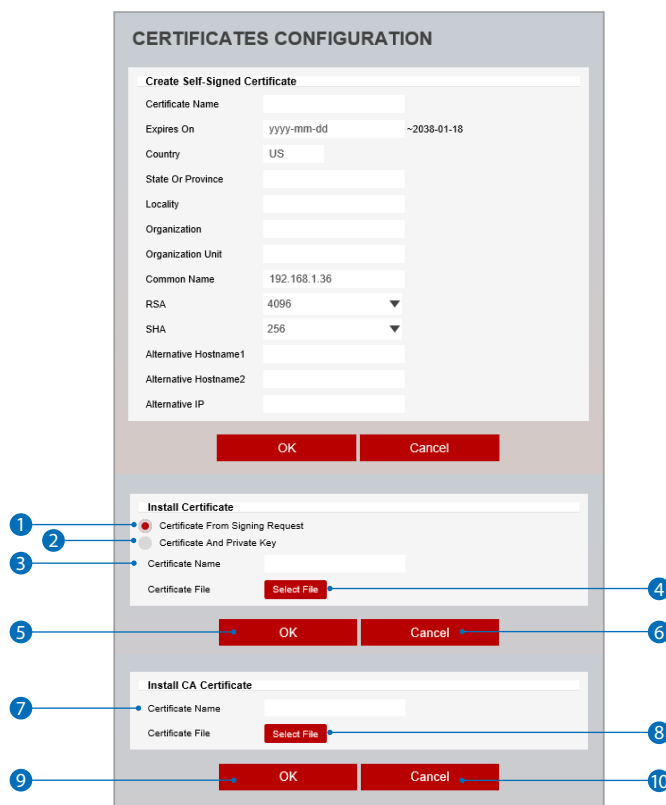 CERTIFICATES CONFIGURATION
Create Self-Signed Certificate
Certificate Name
Expires On yyyy-mm-dd ~2038-01-18
Country US
State Or Province
Locality
Organization
Organization Unit
Common Name 192.168.1.36
RSA 4096
SHA 256
Alternative Hostname1
Alternative Hostname2
Alternative IP
OK Cancel
Install Certificate
1 Certificate From Signing Request
2 Certificate And Private Key
3 Certificate Name
Certificate File Select File 4
5 OK Cancel 6
Install CA Certificate
7 Certificate Name
Certificate File Select File 8
9 OK Cancel 10